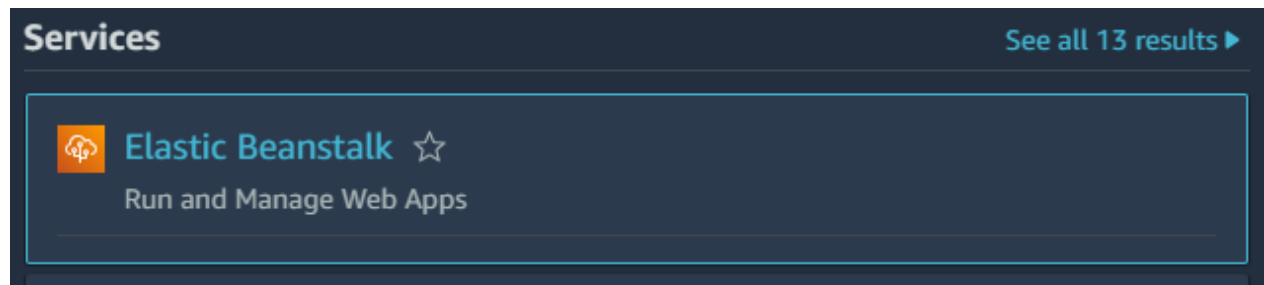 Services
See all 13 results
Elastic Beanstalk
Run and Manage Web Apps